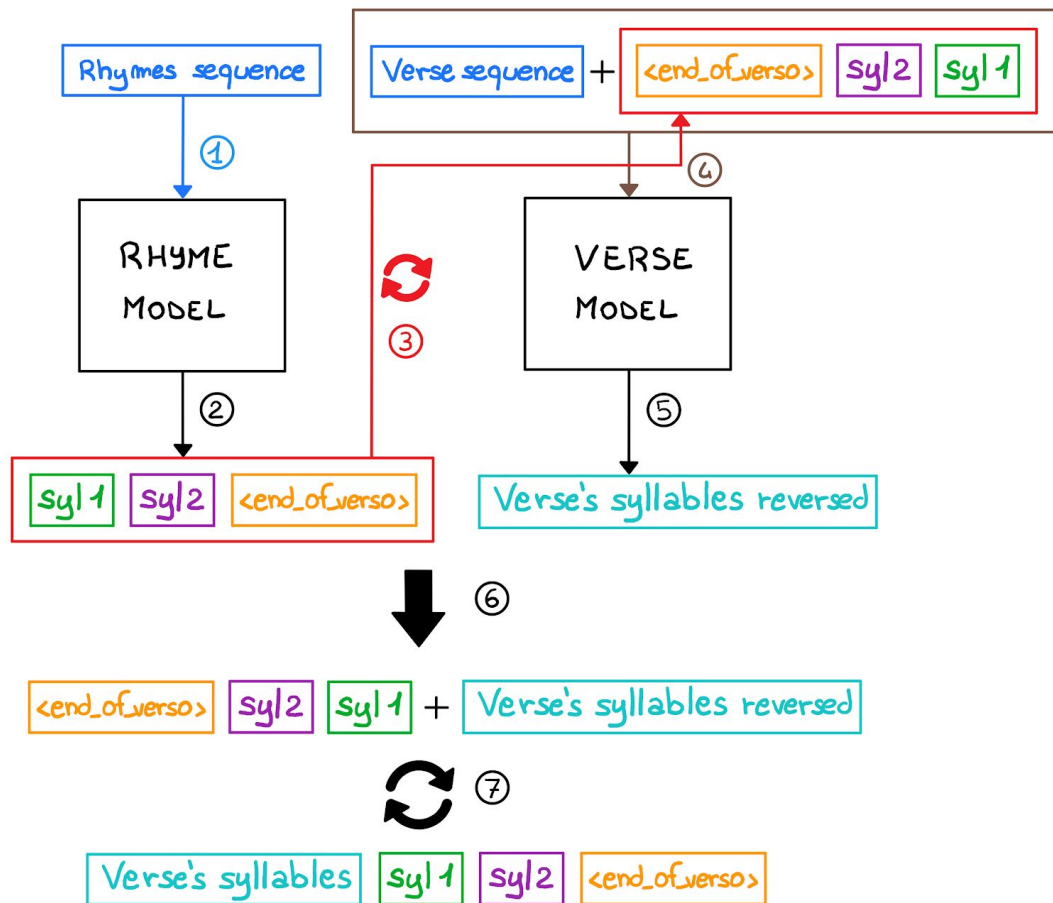 Rhymes sequence
Verse sequence + <end_of_verso> syl2 syl1
1
4
RHYME
MODEL
VERSE
MODEL
3
2
5
syl1 syl2 <end_of_verso>
Verse's syllables reversed
6
<end_of_verso> syl2 syl1 + Verse's syllables reversed
7
Verse's syllables syl1 syl2 <end_of_verso>